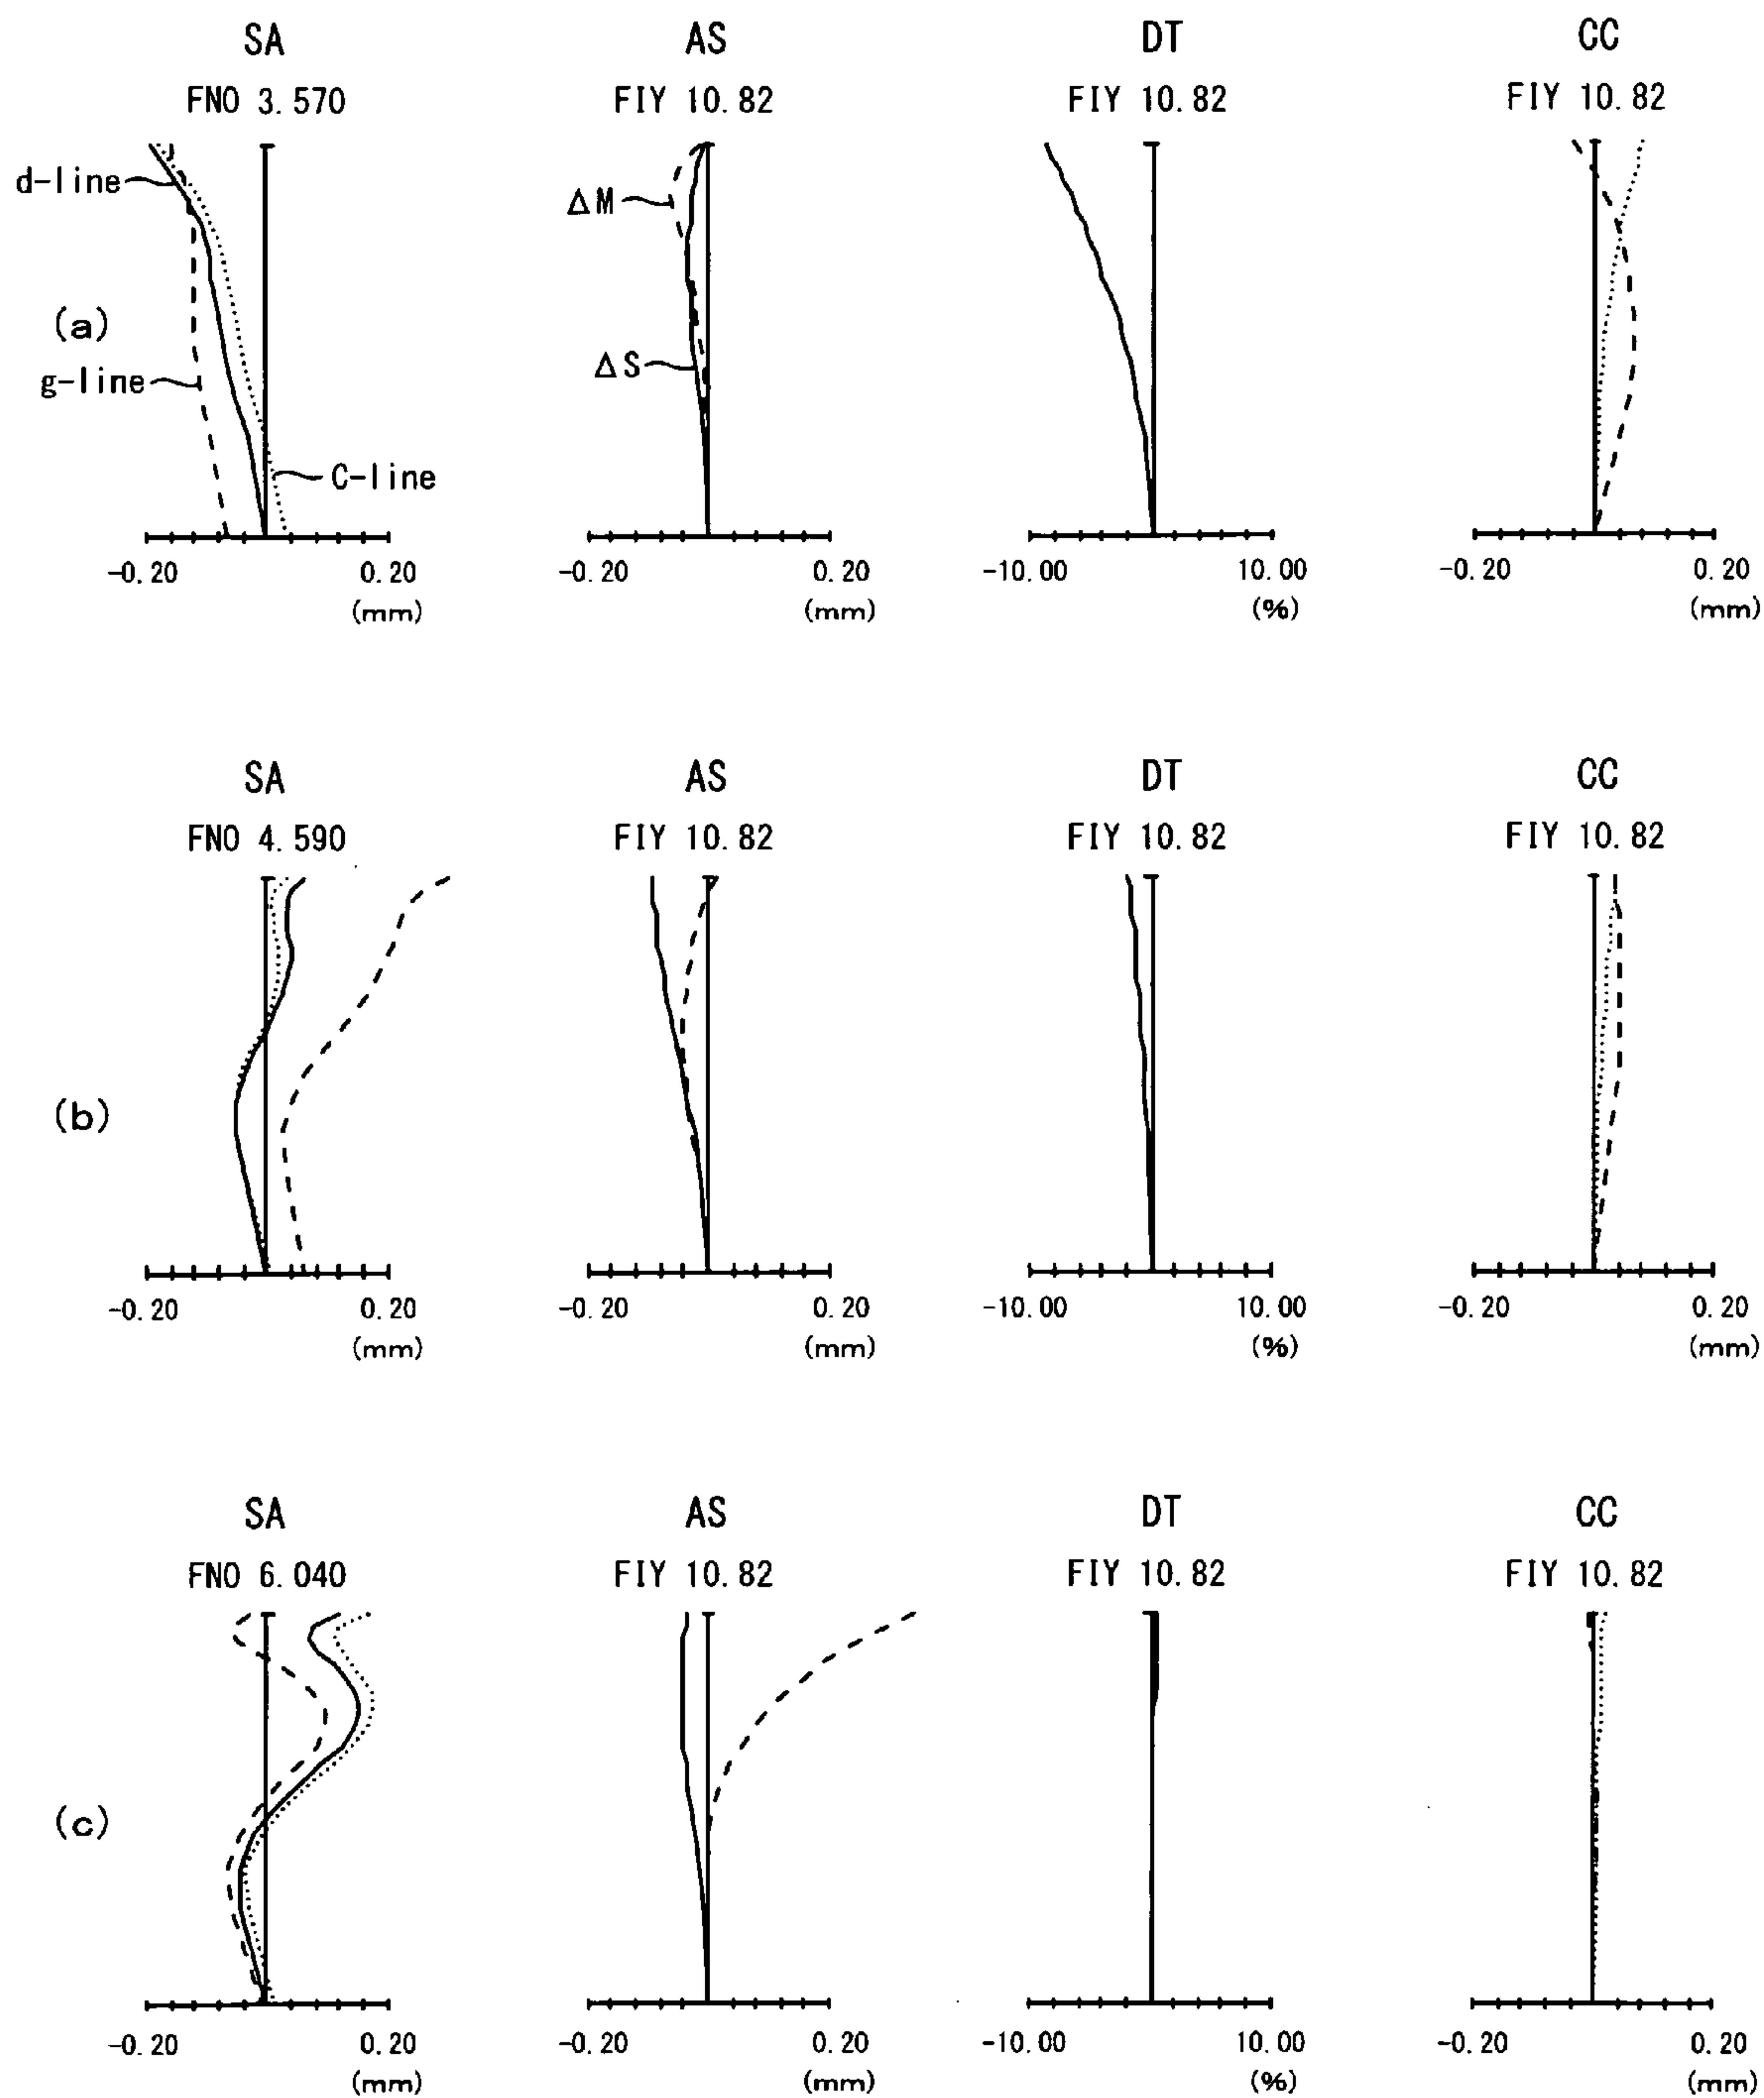 SA AS DT CC
FNO 3.570 FIY 10.82 FIY 10.82 FIY 10.82
d-line
ΔM
(a)
ΔS
g-line
C-line
-0.20 0.20 -0.20 0.20 -10.00 10.00 -0.20 0.20
(mm) (mm) (%) (mm)
SA AS DT CC
FNO 4.590 FIY 10.82 FIY 10.82 FIY 10.82
(b)
-0.20 0.20 -0.20 0.20 -10.00 10.00 -0.20 0.20
(mm) (mm) (%) (mm)
SA AS DT CC
FNO 6.040 FIY 10.82 FIY 10.82 FIY 10.82
(c)
-0.20 0.20 -0.20 0.20 -10.00 10.00 -0.20 0.20
(mm) (mm) (%) (mm)